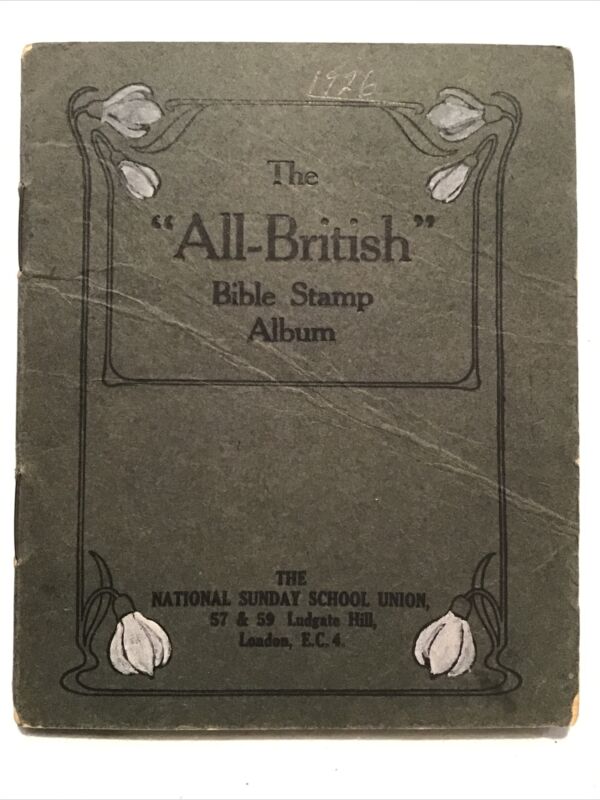 1926
The
"All-British"
Bible Stamp
Album
THE
NATIONAL SUNDAY SCHOOL UNION,
57 & 59 Ludgate Hill,
London, E.C.4.